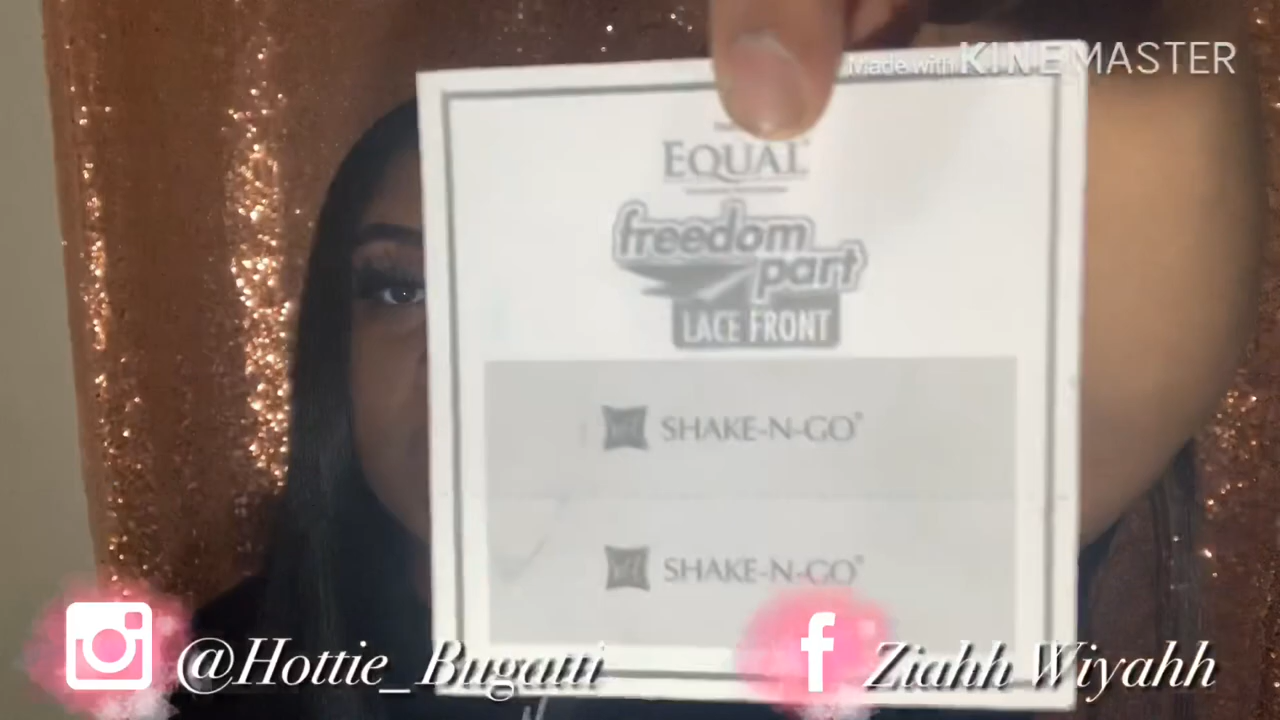 Made with KINEMASTER
EQUAL
freedom
part
LACE FRONT
SHAKE-N-GO®
SHAKE-N-GO®
@Hottie_Bugatti
Ziahh Wiyahh